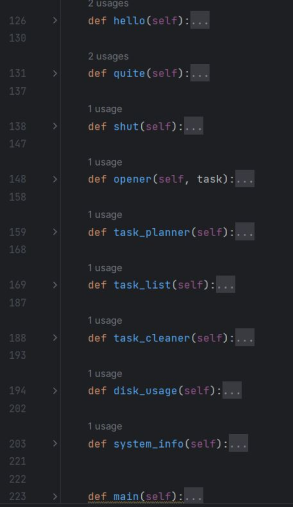 2 usages
126 > def hello(self):...
130
2 usages
131 > def quite(self):...
137
1 usage
138 > def shut(self):...
147
1 usage
148 > def opener(self, task):...
158
1 usage
159 > def task_planner(self):...
168
1 usage
169 > def task_list(self):...
187
1 usage
188 > def task_cleaner(self):...
193
1 usage
194 > def disk_usage(self):...
202
1 usage
203 > def system_info(self):...
221
222
223 > def main(self):...